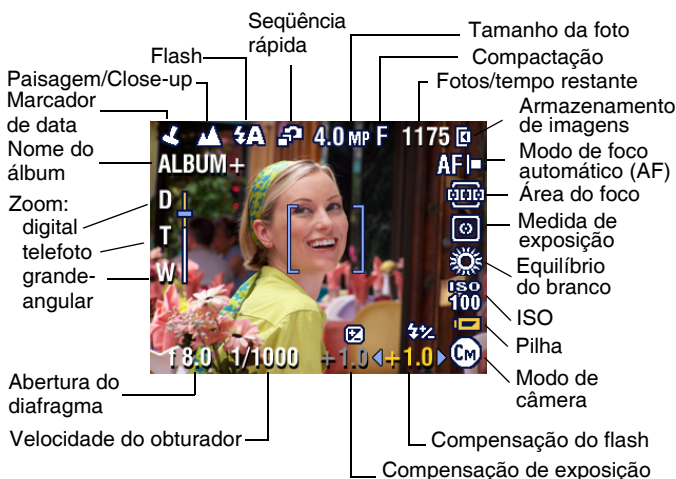 Seqüência
rápida
Tamanho da foto
Flash
Compactação
Paisagem/Close-up
Fotos/tempo restante
Marcador
de data
Armazenamento
de imagens
4.0 MP F 1175
Nome do
álbum
ALBUM+
AF
Modo de foco
automático (AF)
Área do foco
Zoom:
digital
telefoto
grande-
angular
D
T
W
Medida de
exposição
Equilíbrio
do branco
ISO
100
ISO
Pilha
CM
Modo de
câmera
f 8.0 1/1000 +1.0 +1.0
Abertura do
diafragma
Velocidade do obturador
Compensação do flash
Compensação de exposição